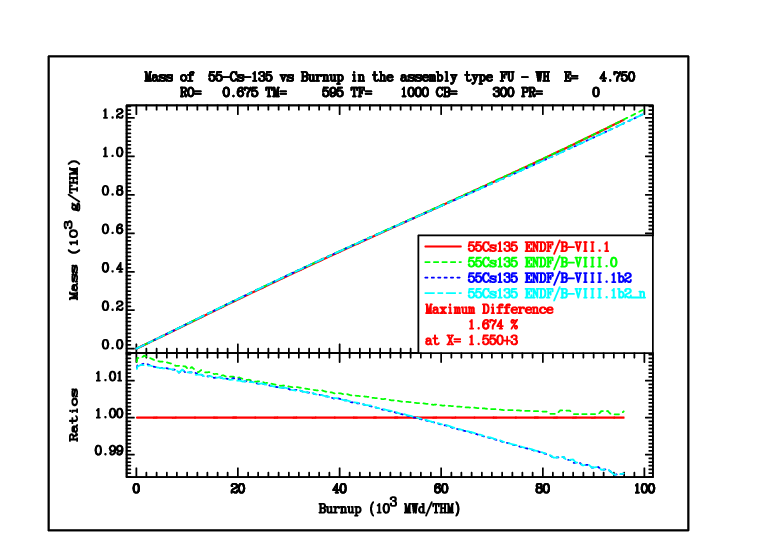 Mass of 55-Cs-135 vs Burnup in the assembly type FU - WH E= 4.750
RO= 0.675 TM= 595 TF= 1000 CB= 300 PR= 0
1.2
1.0
0.8
0.6
0.4
0.2
0.0
Mass (10³ g/THM)
55Cs135 ENDF/B-VII.1
55Cs135 ENDF/B-VIII.0
55Cs135 ENDF/B-VIII.1b2
55Cs135 ENDF/B-VIII.1b2_n
Maximum Difference
1.674 %
at X= 1.550+3
1.01
1.00
0.99
Ratios
0 20 40 60 80 100
Burnup (10³ MWd/THM)